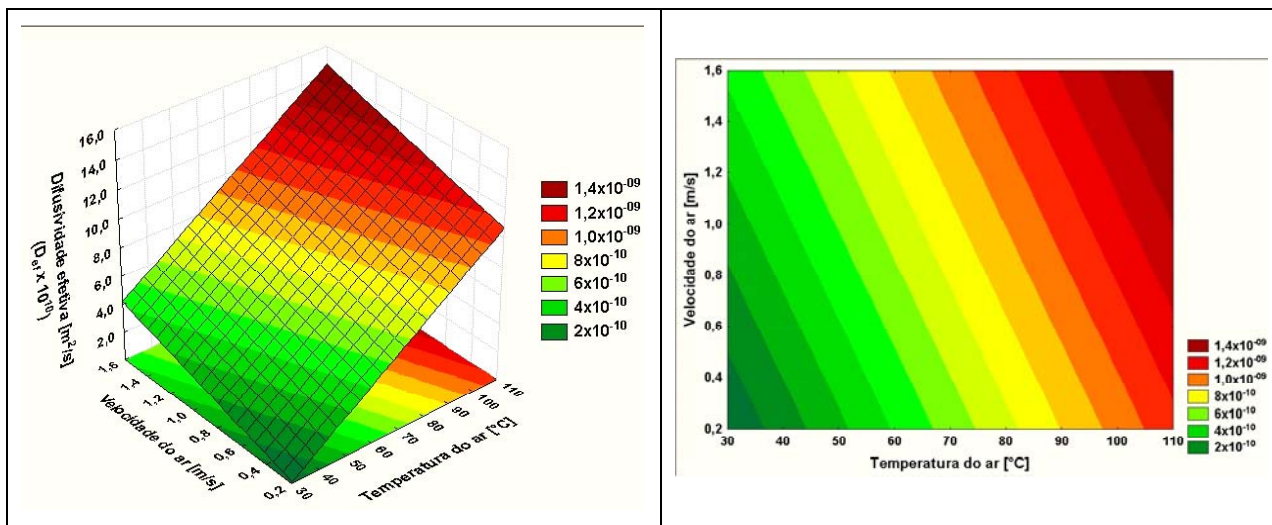 16,0
14,0
12,0
10,0
8,0
6,0
4,0
2,0
Difusividade efetiva [m²/s]
(D_ef x 10¹⁰)
1,6
1,4
1,2
1,0
0,8
0,6
0,4
0,2
Velocidade do ar [m/s]
30
40
50
60
70
80
90
100
110
Temperatura do ar [°C]
1,4x10⁻⁰⁹
1,2x10⁻⁰⁹
1,0x10⁻⁰⁹
8x10⁻¹⁰
6x10⁻¹⁰
4x10⁻¹⁰
2x10⁻¹⁰
1,6
1,4
1,2
1,0
0,8
0,6
0,4
0,2
Velocidade do ar [m/s]
30 40 50 60 70 80 90 100 110
Temperatura do ar [°C]
1,4x10⁻⁰⁹
1,2x10⁻⁰⁹
1,0x10⁻⁰⁹
8x10⁻¹⁰
6x10⁻¹⁰
4x10⁻¹⁰
2x10⁻¹⁰